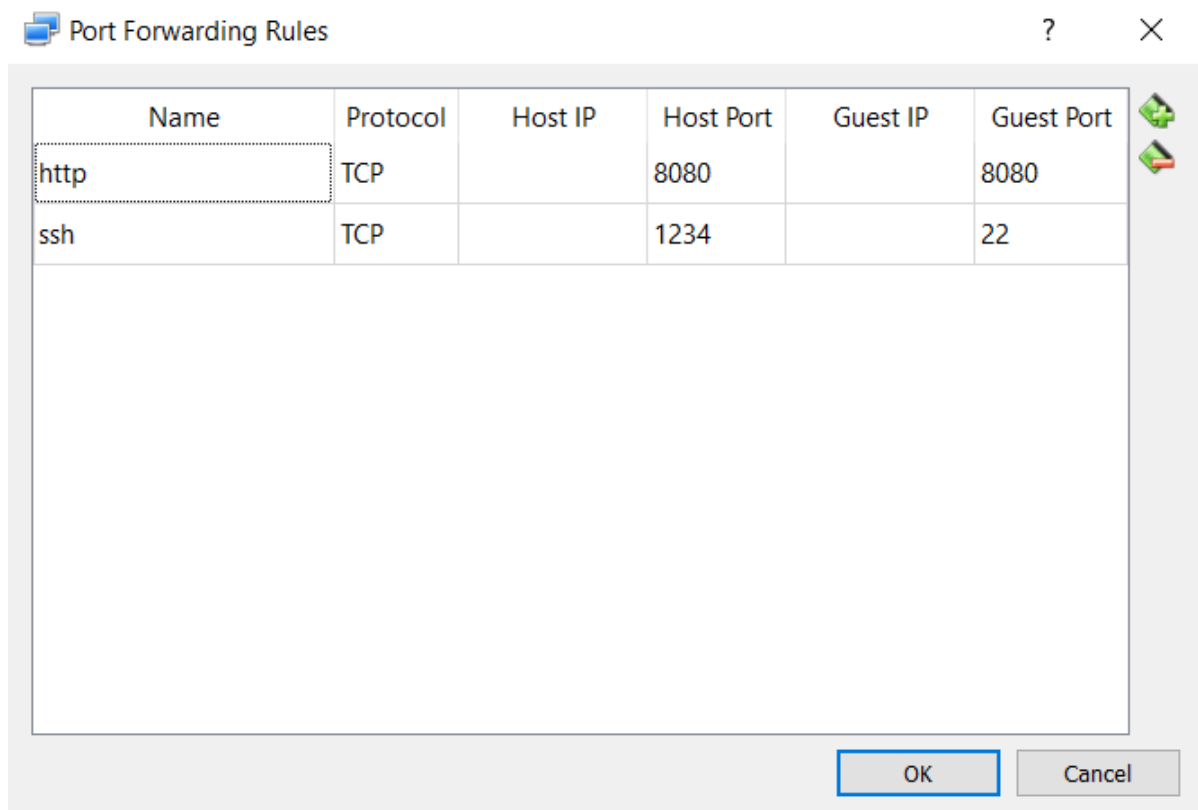 Port Forwarding Rules ?
Name Protocol Host IP Host Port Guest IP Guest Port
http TCP 8080 8080
ssh TCP 1234 22
OK Cancel